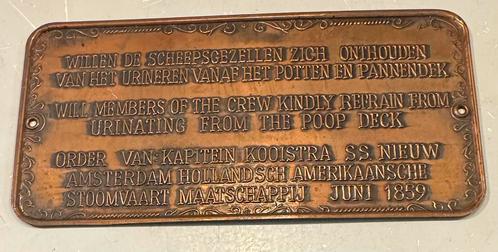 WILLEN DE SCHEEPSGEZELLEN ZICH ONTHOUDEN
VAN HET URINEREN VANAF HET POTTEN EN PANNENDEK
WILL MEMBERS OF THE CREW KINDLY REFRAIN FROM
URINATING FROM THE POOP DECK
ORDER VAN KAPITEIN KOOISTRA S.S. NIEUW
AMSTERDAM HOLLANDSCH AMERIKAANSCHE
STOOMVAART MAATSCHAPPIJ JUNI 1859